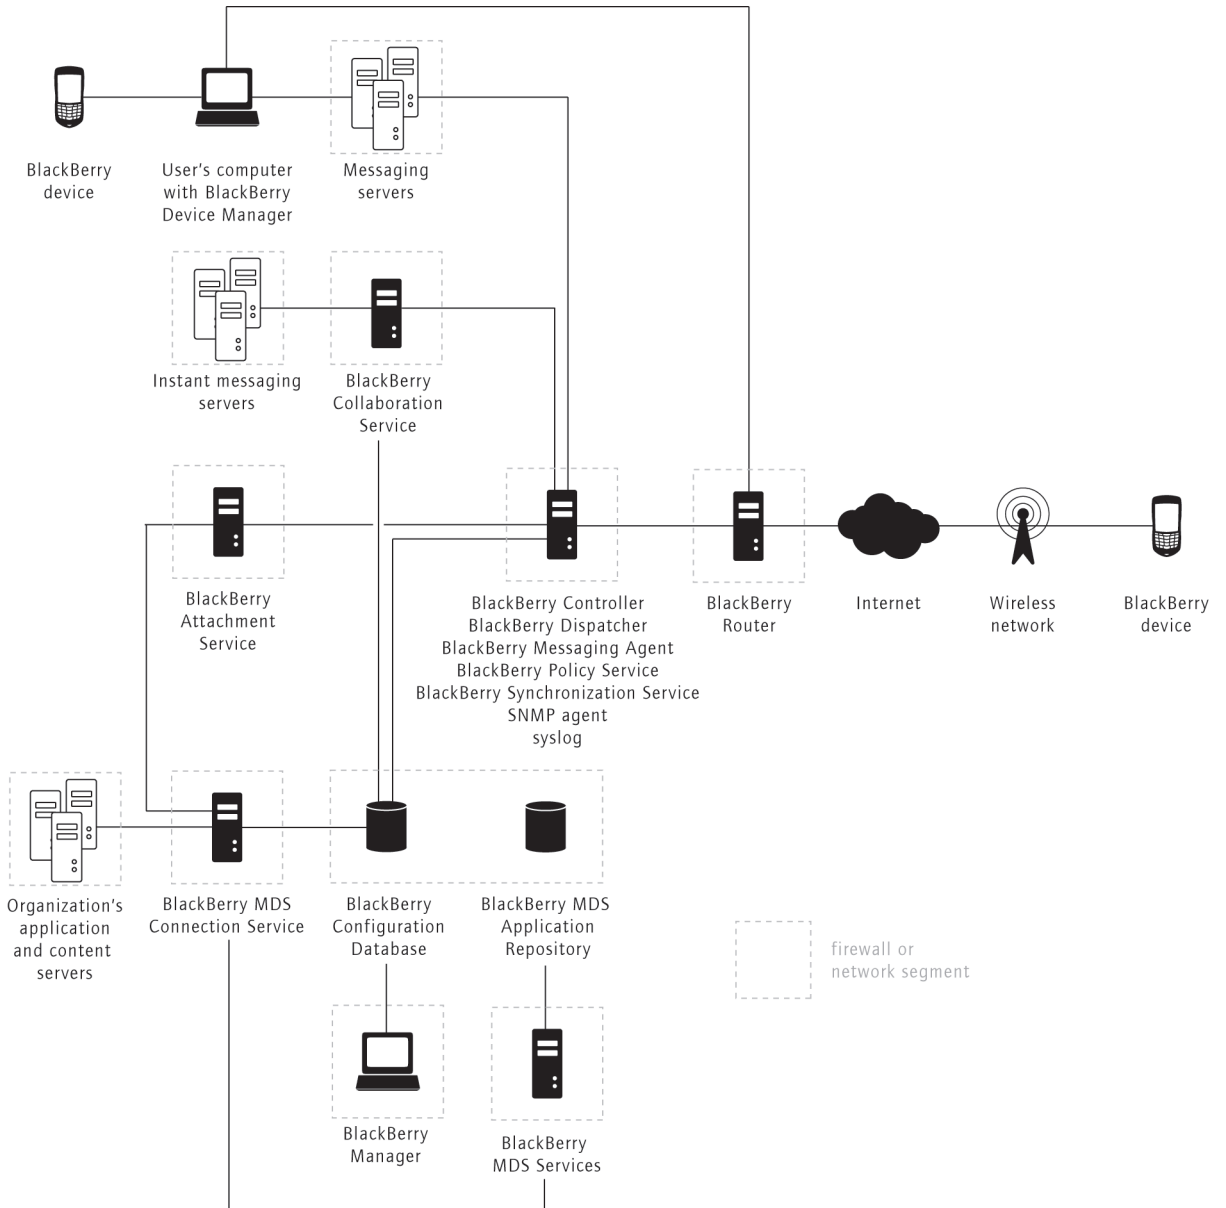 BlackBerry
device
User's computer
with BlackBerry
Device Manager
Messaging
servers
Instant messaging
servers
BlackBerry
Collaboration
Service
BlackBerry
Attachment
Service
BlackBerry Controller
BlackBerry Dispatcher
BlackBerry Messaging Agent
BlackBerry Policy Service
BlackBerry Synchronization Service
SNMP agent
syslog
BlackBerry
Router
Internet
Wireless
network
BlackBerry
device
Organization's
application
and content
servers
BlackBerry MDS
Connection Service
BlackBerry
Configuration
Database
BlackBerry MDS
Application
Repository
firewall or
network segment
BlackBerry
Manager
BlackBerry
MDS Services